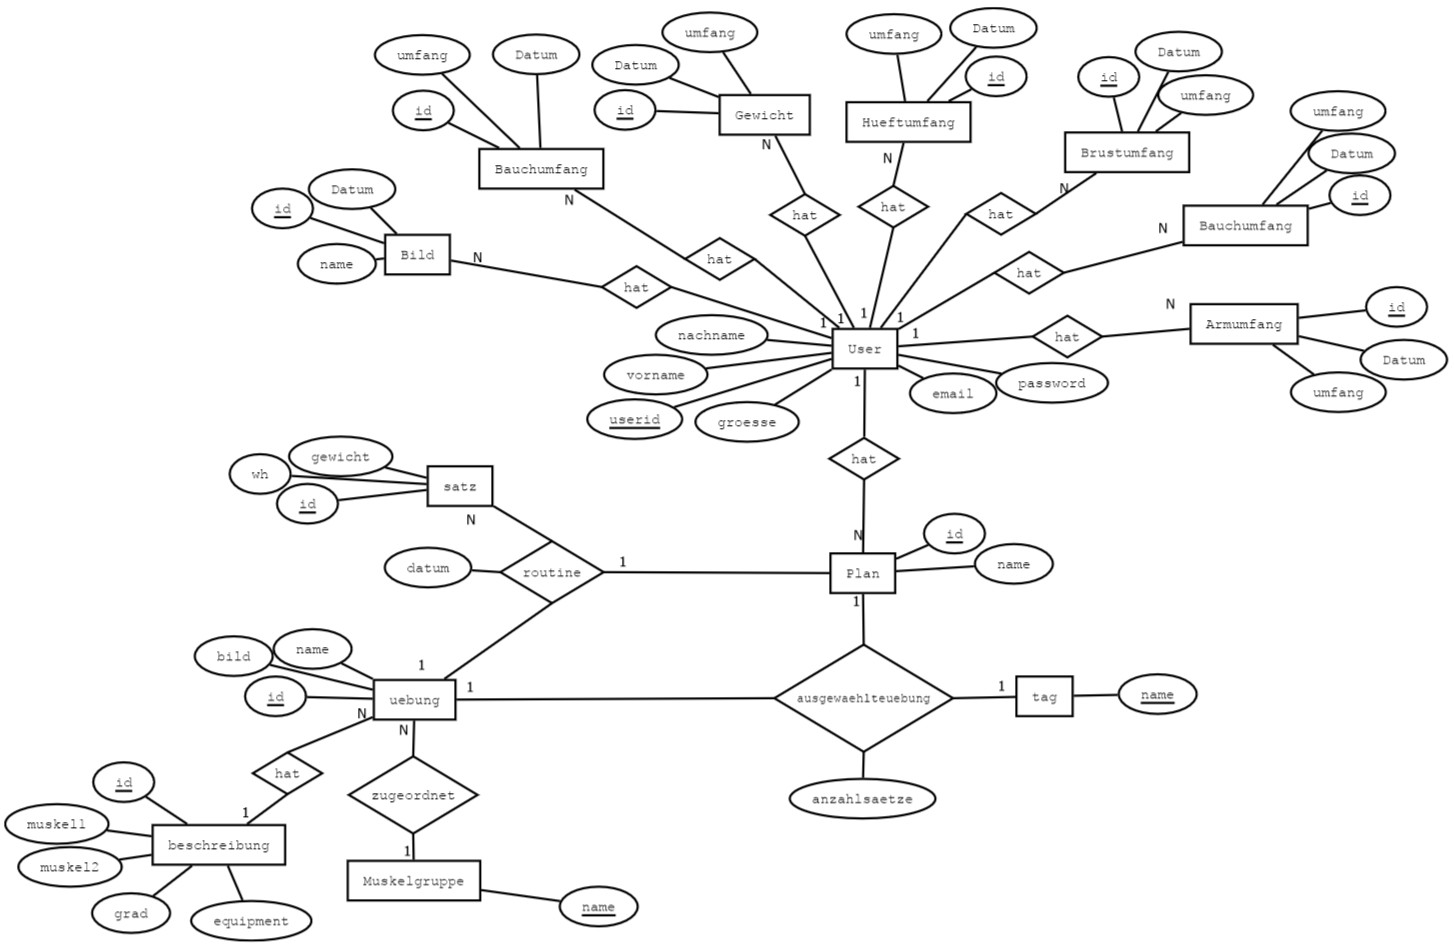 umfang
Datum
id
Bauchumfang
N
umfang
Datum
id
Gewicht
N
umfang
Datum
id
Hueftumfang
N
id
Datum
umfang
Brustumfang
N
umfang
Datum
id
Bauchumfang
N
Datum
id
name
Bild
N
hat
hat
hat
hat
hat
hat
N
Armumfang
id
Datum
umfang
hat
1
1
1
1
1
User
nachname
vorname
userid
groesse
email
password
1
hat
N
Plan
id
name
1
gewicht
wh
id
satz
N
datum
routine
1
1
bild
name
id
uebung
1
N
N
ausgewaehlteuebung
1
tag
name
anzahlsaetze
hat
1
id
muskel1
muskel2
grad
equipment
beschreibung
zugeordnet
1
Muskelgruppe
name